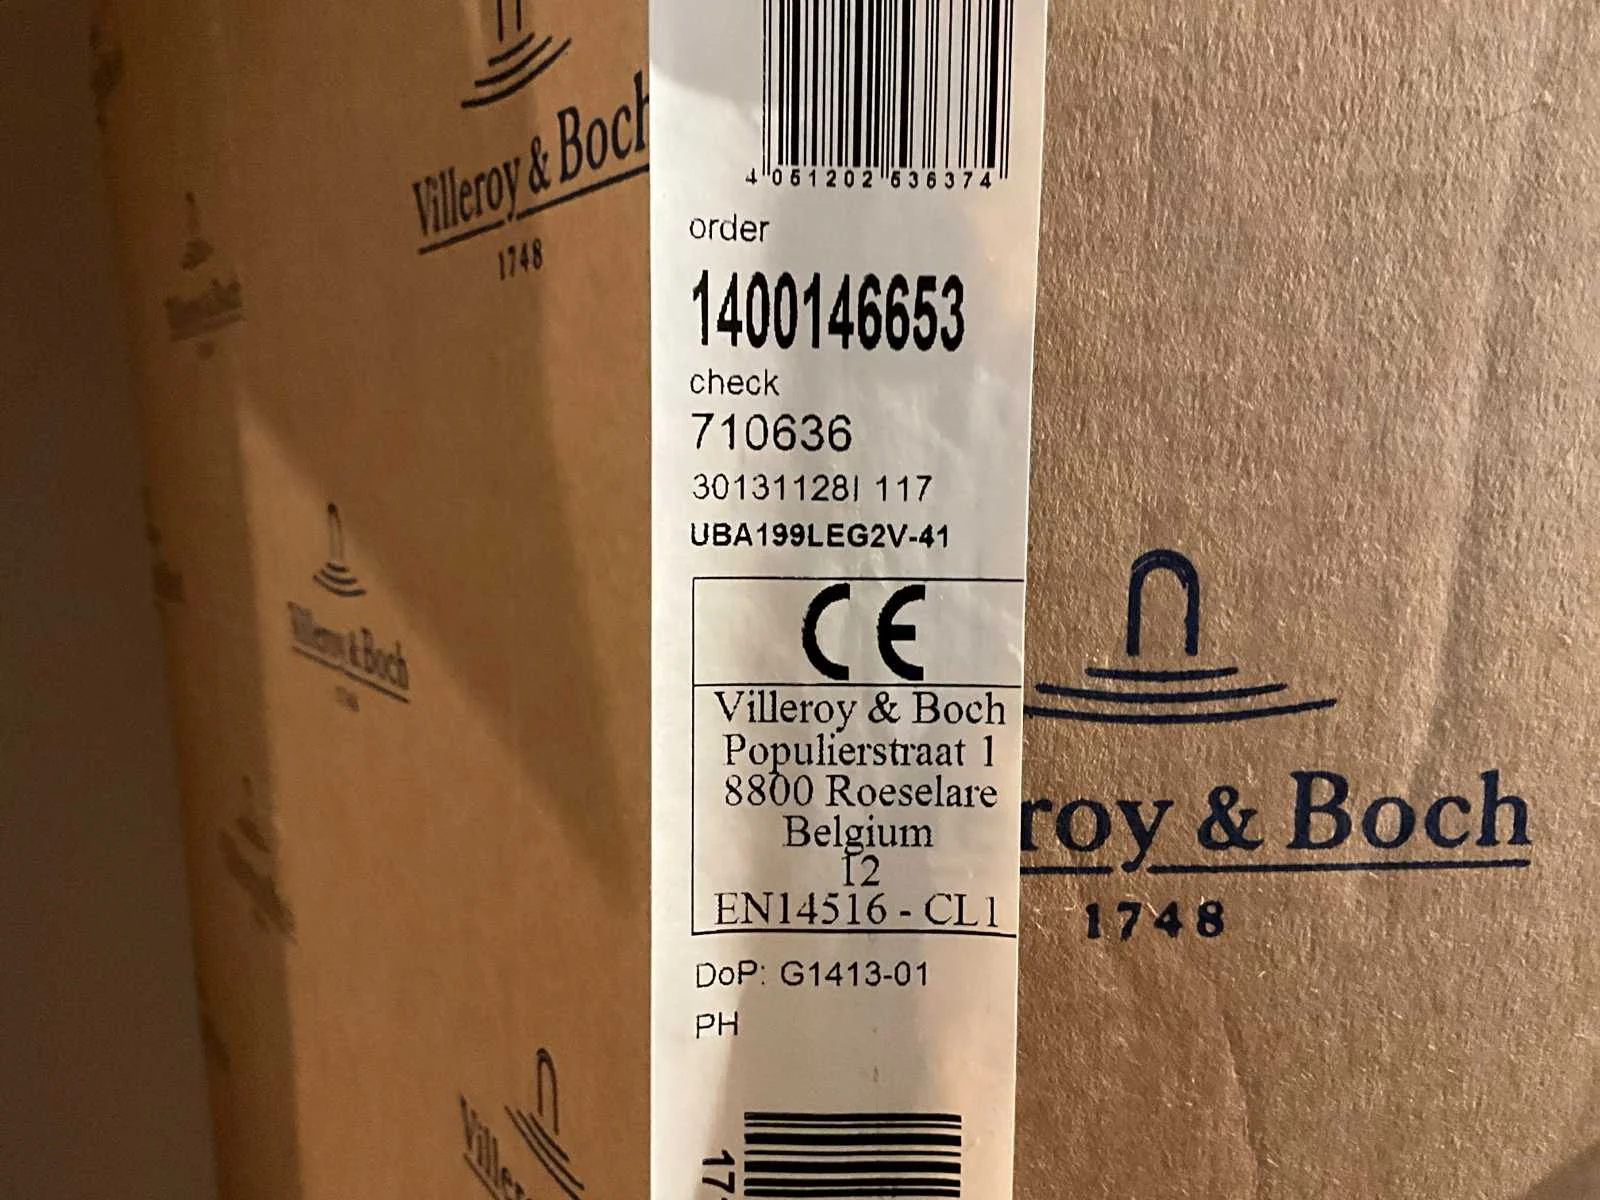 Villeroy & Boch
1748
4 051202 636374
order
1400146653
check
710636
30131128I 117
UBA199LEG2V-41
CE
Villeroy & Boch
Populierstraat 1
8800 Roeselare
Belgium
12
EN14516 - CL1
DoP: G1413-01
PH
Villeroy & Boch
1748
roy & Boch
1748